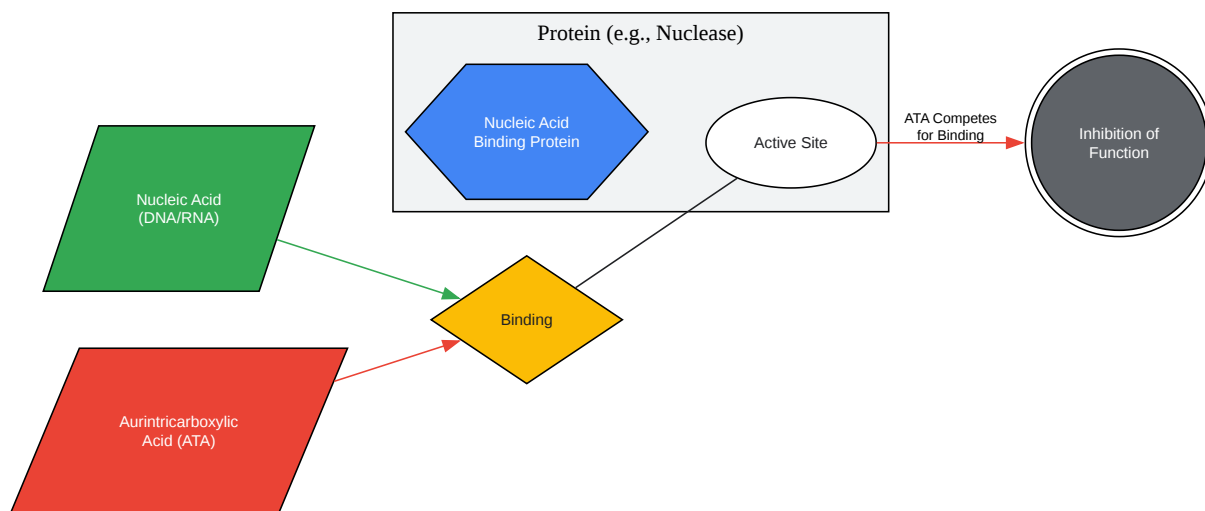 Protein (e.g., Nuclease)
Nucleic Acid
Binding Protein
Active Site
ATA Competes
for Binding
Inhibition of
Function
Nucleic Acid
(DNA/RNA)
Binding
Aurintricarboxylic
Acid (ATA)